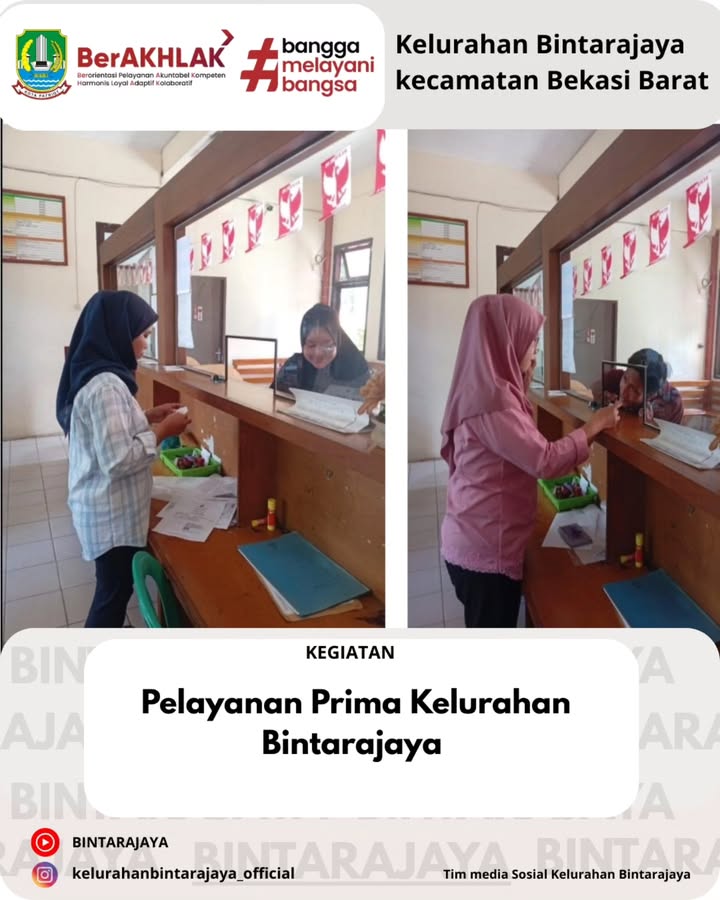 BerAKHLAK
Berorientasi Pelayanan Akuntabel Kompeten
Harmonis Loyal Adaptif Kolaboratif
#bangga
melayani
bangsa
Kelurahan Bintarajaya
kecamatan Bekasi Barat
KEGIATAN
Pelayanan Prima Kelurahan
Bintarajaya
BINTARAJAYA
kelurahanbintarajaya_official
Tim media Sosial Kelurahan Bintarajaya